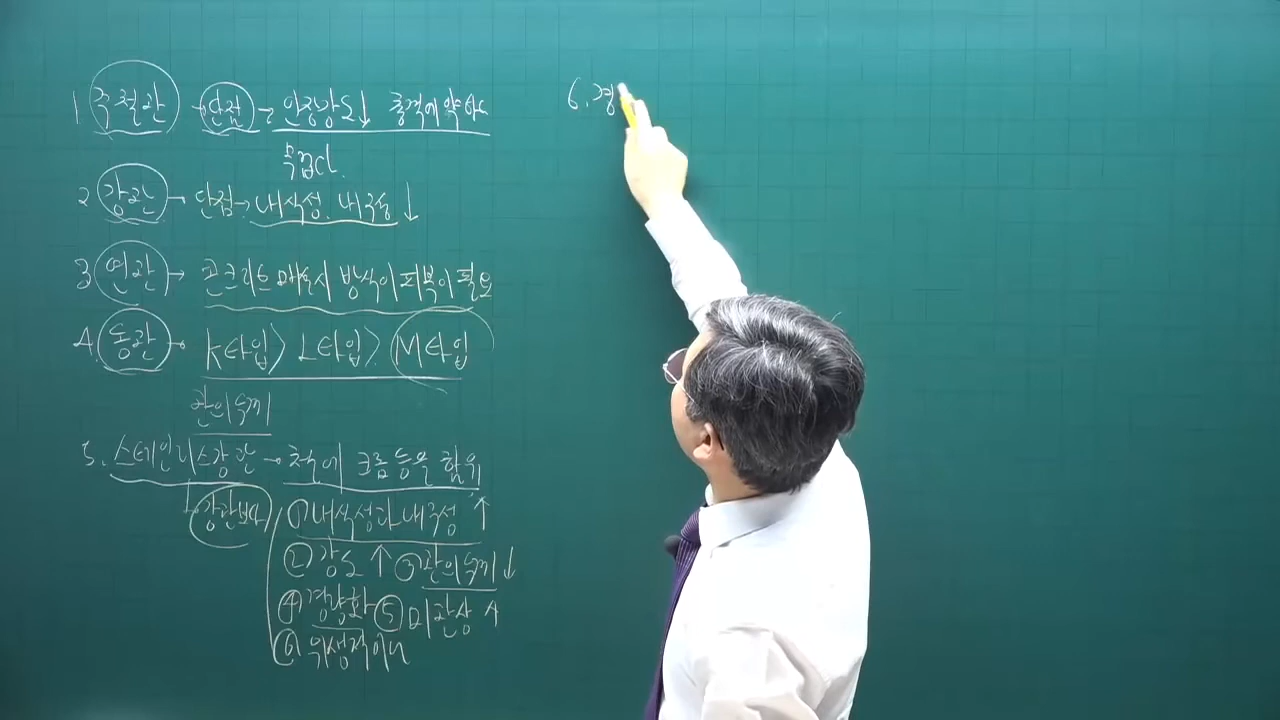 1 주철관 → 단점 → 인장강도↓ 충격에 약하다
무겁다.
2 강관 → 단점 → 내식성, 내구성 ↓
3 연관 → 콘크리트 매설시 방식이 피복이 필요
4. 동관 → K타입 > L타입 > M타입
관의 두께
5. 스테인리스강관 → 철에 크롬 등을 함유
↓ 강관보다 ① 내식성과 내구성 ↑
② 강도 ↑ ③ 관의 두께 ↓
④ 경량화 ⑤ 미관상 ↑
⑥ 위생적이다
6. 경